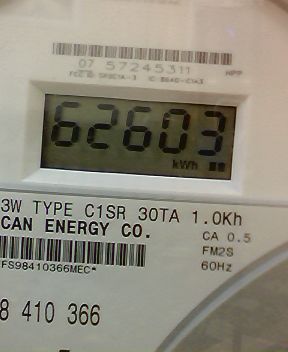 07 57245311
HPP
62603
kWh
3W TYPE C1SR 30TA 1.0Kh
CAN ENERGY CO.
CA 0.5
FM2S
60Hz
FS98410366MEC*
8 410 366